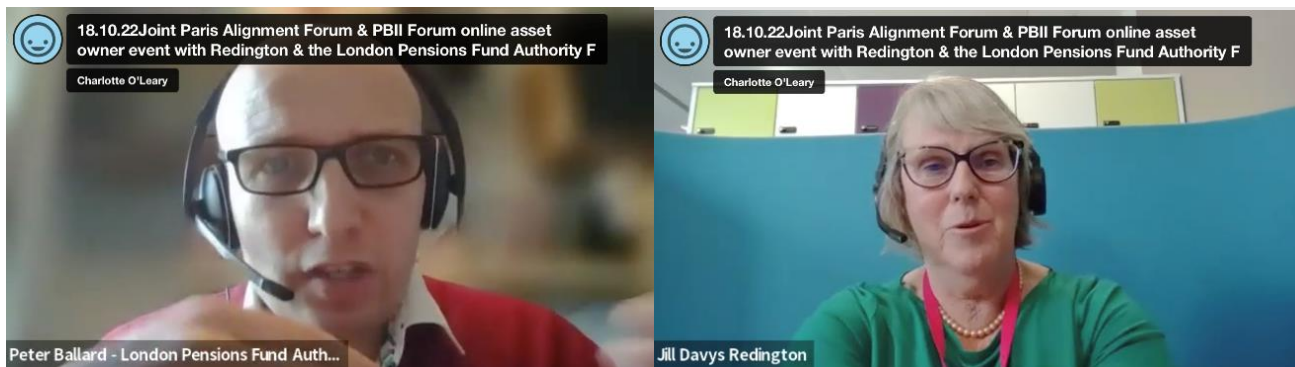 18.10.22Joint Paris Alignment Forum & PBII Forum online asset
owner event with Redington & the London Pensions Fund Authority F
Charlotte O'Leary
Peter Ballard - London Pensions Fund Auth...
18.10.22Joint Paris Alignment Forum & PBII Forum online asset
owner event with Redington & the London Pensions Fund Authority F
Charlotte O'Leary
Jill Davys Redington